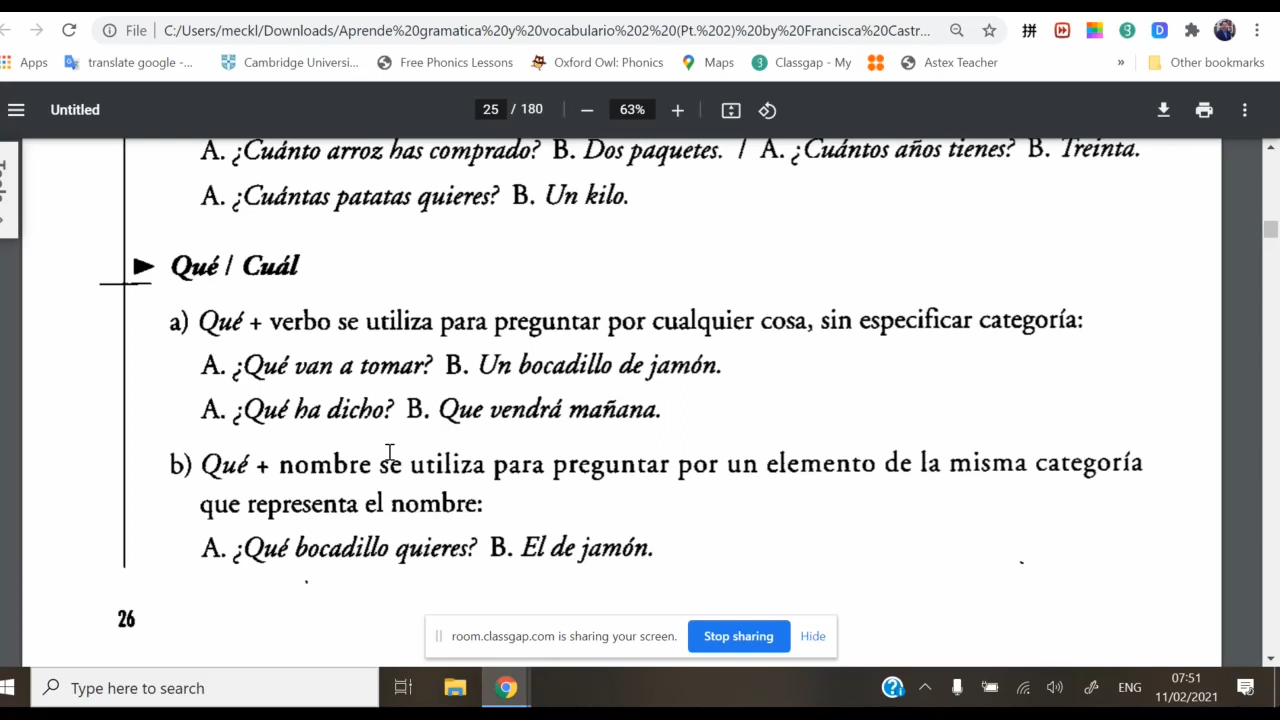 File C:/Users/meckl/Downloads/Aprende%20gramatica%20y%20vocabulario%202%20(Pt.%202)%20by%20Francisca%20Castr...
Apps translate google -... Cambridge Universi... Free Phonics Lessons Oxford Owl: Phonics Maps Classgap - My Astex Teacher » Other bookmarks
Untitled 25 / 180 63%
A. ¿Cuánto arroz has comprado? B. Dos paquetes. / A. ¿Cuántos años tienes? B. Treinta.
A. ¿Cuántas patatas quieres? B. Un kilo.
Qué / Cuál
a) Qué + verbo se utiliza para preguntar por cualquier cosa, sin especificar categoría:
A. ¿Qué van a tomar? B. Un bocadillo de jamón.
A. ¿Qué ha dicho? B. Que vendrá mañana.
b) Qué + nombre se utiliza para preguntar por un elemento de la misma categoría
que representa el nombre:
A. ¿Qué bocadillo quieres? B. El de jamón.
26
room.classgap.com is sharing your screen. Stop sharing Hide
Type here to search
ENG
07:51
11/02/2021